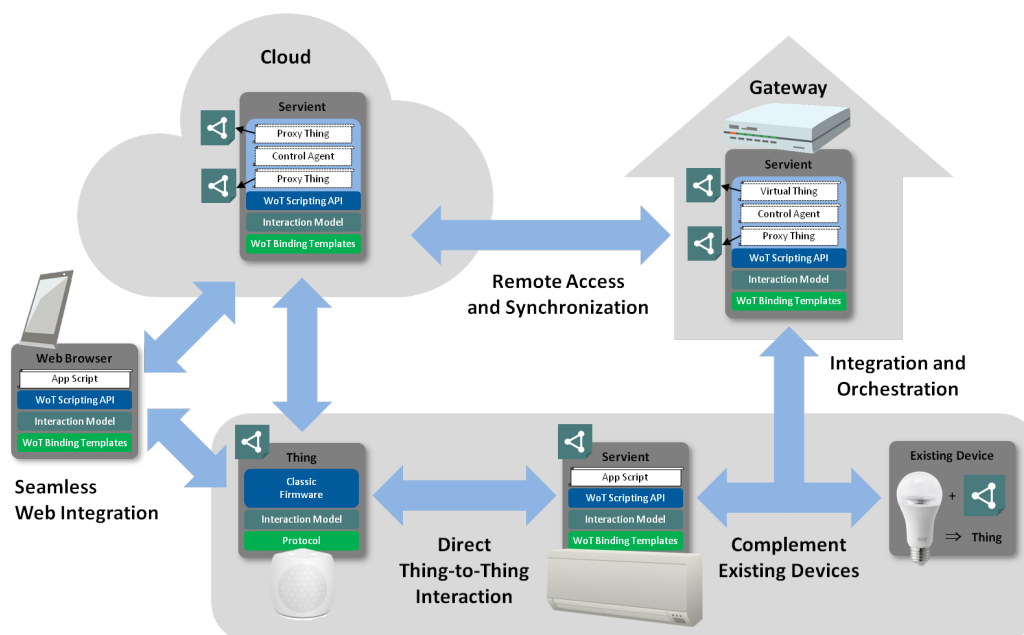 Cloud
Servient
Proxy Thing
Control Agent
Proxy Thing
WoT Scripting API
Interaction Model
WoT Binding Templates
Gateway
Servient
Virtual Thing
Control Agent
Proxy Thing
WoT Scripting API
Interaction Model
WoT Binding Templates
Remote Access
and Synchronization
Web Browser
App Script
WoT Scripting API
Interaction Model
WoT Binding Templates
Seamless
Web Integration
Integration and
Orchestration
Thing
Classic
Firmware
Interaction Model
Protocol
Direct
Thing-to-Thing
Interaction
Servient
App Script
WoT Scripting API
Interaction Model
WoT Binding Templates
Complement
Existing Devices
Existing Device
+
⇒ Thing